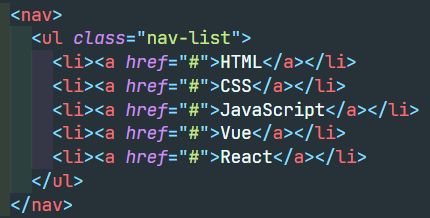 <nav>
<ul class="nav-list">
<li><a href="#">HTML</a></li>
<li><a href="#">CSS</a></li>
<li><a href="#">JavaScript</a></li>
<li><a href="#">Vue</a></li>
<li><a href="#">React</a></li>
</ul>
</nav>